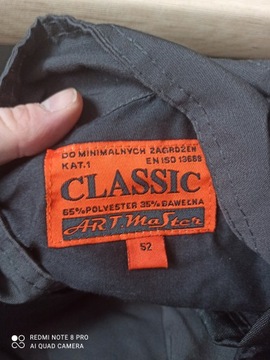 DO MINIMALNYCH ZAGROŻEŃ
KAT.1 EN ISO 13688
CLASSIC
65% POLYESTER 35% BAWEŁNA
ART.MaSter
52
REDMI NOTE 8 PRO
AI QUAD CAMERA